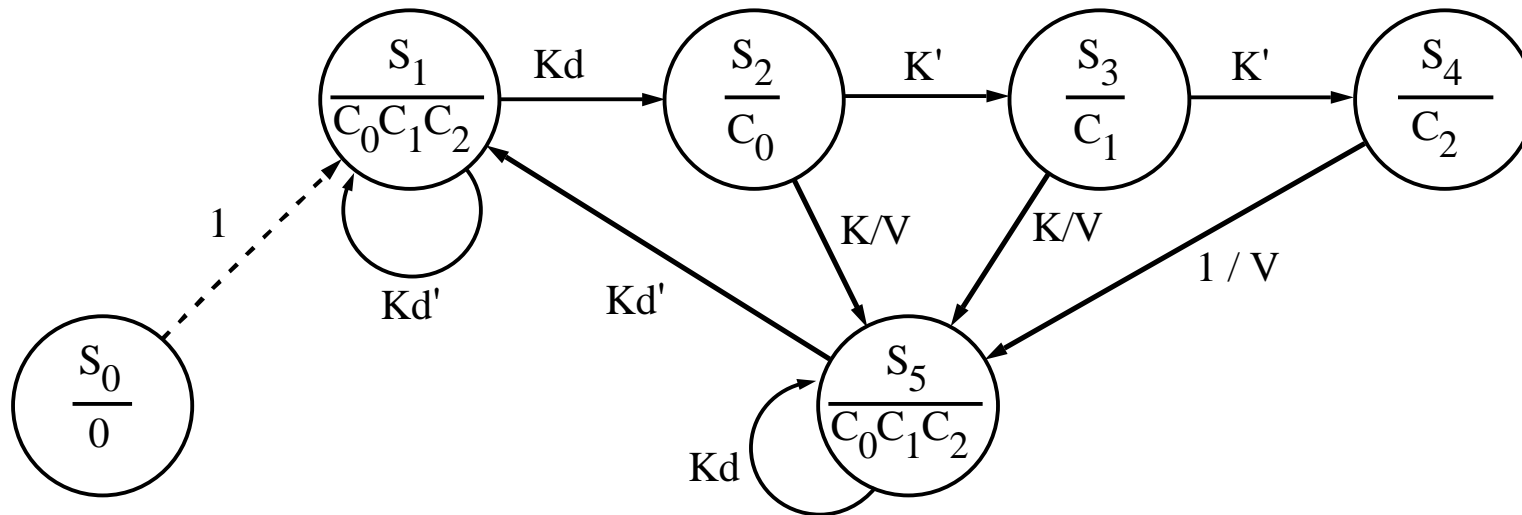 S₁
C₀C₁C₂
Kd
S₂
C₀
K'
S₃
C₁
K'
S₄
C₂
1
Kd'
Kd'
K/V
K/V
1 / V
S₀
0
S₅
C₀C₁C₂
Kd